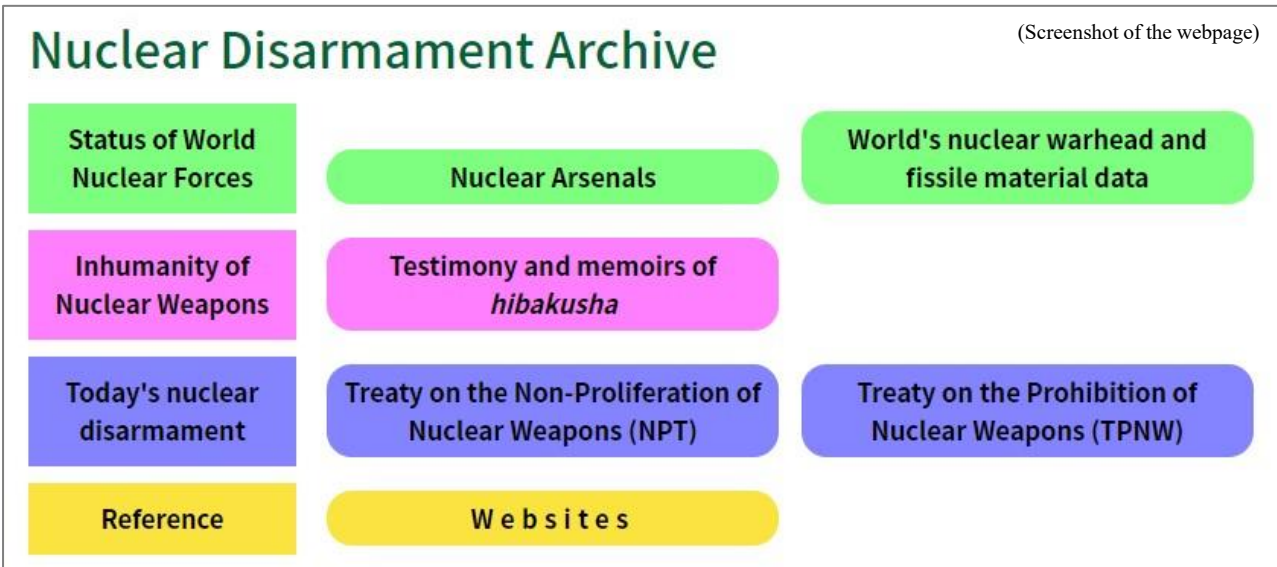 Nuclear Disarmament Archive
(Screenshot of the webpage)
Status of World
Nuclear Forces
Nuclear Arsenals
World's nuclear warhead and
fissile material data
Inhumanity of
Nuclear Weapons
Testimony and memoirs of
hibakusha
Today's nuclear
disarmament
Treaty on the Non-Proliferation of
Nuclear Weapons (NPT)
Treaty on the Prohibition of
Nuclear Weapons (TPNW)
Reference
Websites